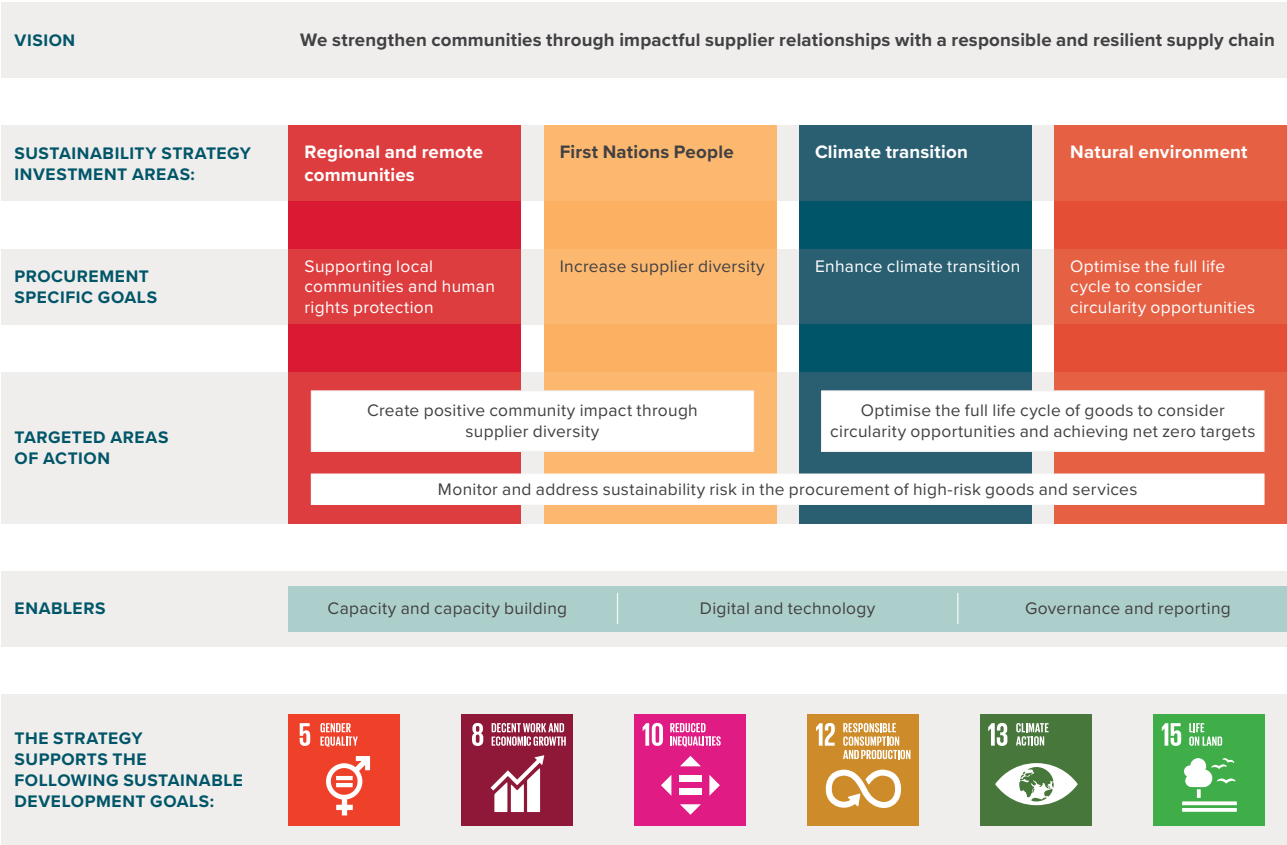 VISION
We strengthen communities through impactful supplier relationships with a responsible and resilient supply chain
SUSTAINABILITY STRATEGY
INVESTMENT AREAS:
Regional and remote
communities
First Nations People
Climate transition
Natural environment
PROCUREMENT
SPECIFIC GOALS
Supporting local
communities and human
rights protection
Increase supplier diversity
Enhance climate transition
Optimise the full life
cycle to consider
circularity opportunities
TARGETED AREAS
OF ACTION
Create positive community impact through
supplier diversity
Optimise the full life cycle of goods to consider
circularity opportunities and achieving net zero targets
Monitor and address sustainability risk in the procurement of high-risk goods and services
ENABLERS
Capacity and capacity building
Digital and technology
Governance and reporting
THE STRATEGY
SUPPORTS THE
FOLLOWING SUSTAINABLE
DEVELOPMENT GOALS:
5 GENDER
EQUALITY
8 DECENT WORK AND
ECONOMIC GROWTH
10 REDUCED
INEQUALITIES
12 RESPONSIBLE
CONSUMPTION
AND PRODUCTION
13 CLIMATE
ACTION
15 LIFE
ON LAND